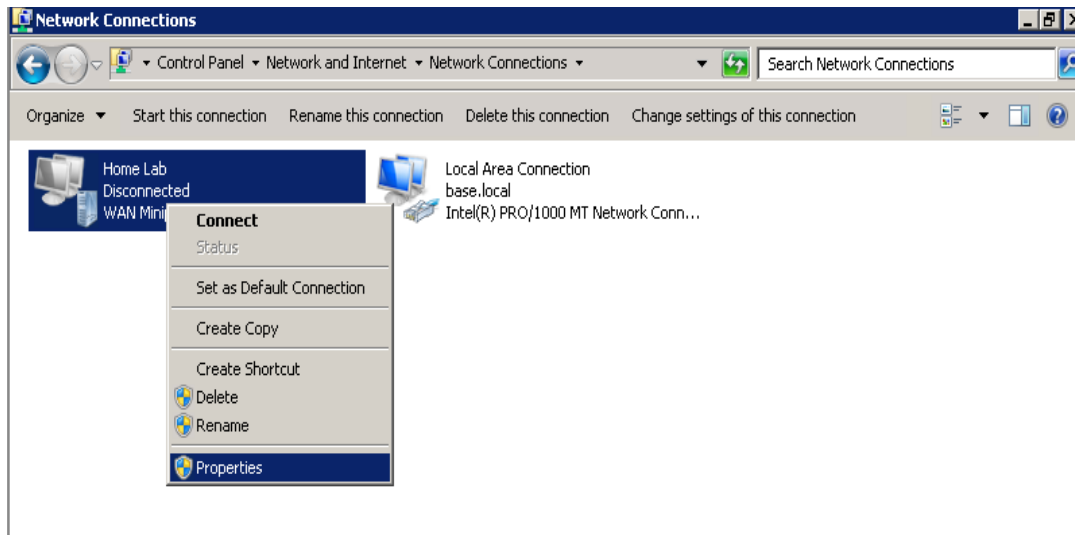 Network Connections
Control Panel Network and Internet Network Connections
Search Network Connections
Organize Start this connection Rename this connection Delete this connection Change settings of this connection
Home Lab
Disconnected
WAN Mini
Local Area Connection
base.local
Intel(R) PRO/1000 MT Network Conn...
Connect
Status
Set as Default Connection
Create Copy
Create Shortcut
Delete
Rename
Properties